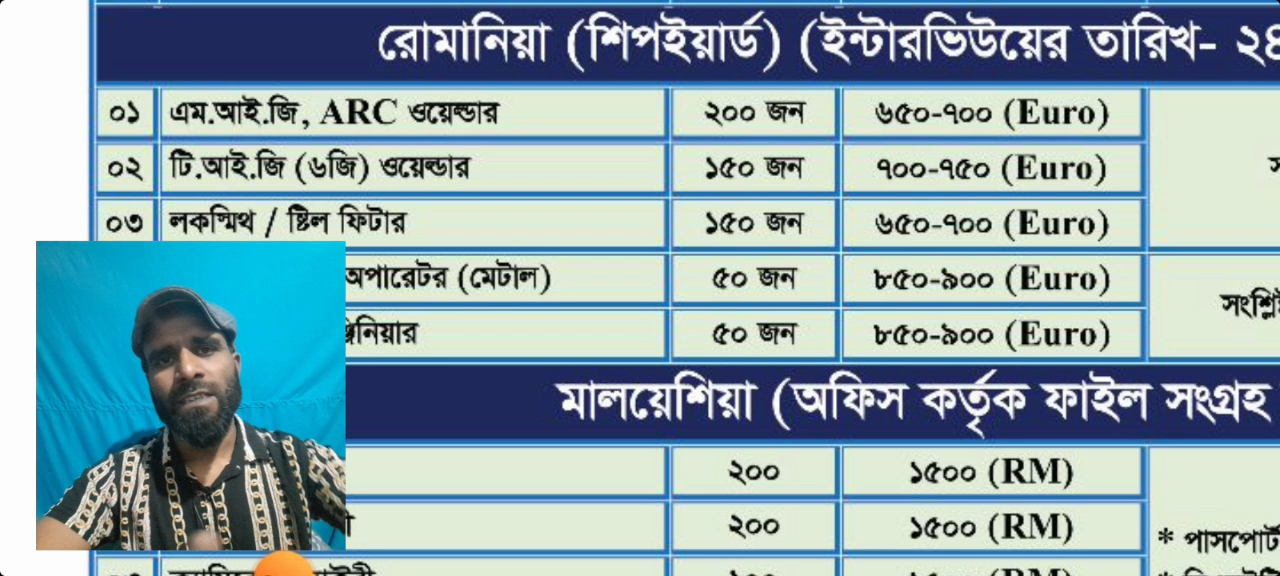 রোমানিয়া (শিপইয়ার্ড) (ইন্টারভিউয়ের তারিখ- ২৪
০১ এম.আই.জি, ARC ওয়েল্ডার ২০০ জন ৬৫০-৭০০ (Euro)
০২ টি.আই.জি (৬জি) ওয়েল্ডার ১৫০ জন ৭০০-৭৫০ (Euro)
০৩ লকস্মিথ / ষ্টিল ফিটার ১৫০ জন ৬৫০-৭০০ (Euro)
অপারেটর (মেটাল) ৫০ জন ৮৫০-৯০০ (Euro)
৫০ জন ৮৫০-৯০০ (Euro)
মালয়েশিয়া (অফিস কর্তৃক ফাইল সংগ্রহ
২০০ ১৫০০ (RM)
২০০ ১৫০০ (RM)
* পাসপোর্ট